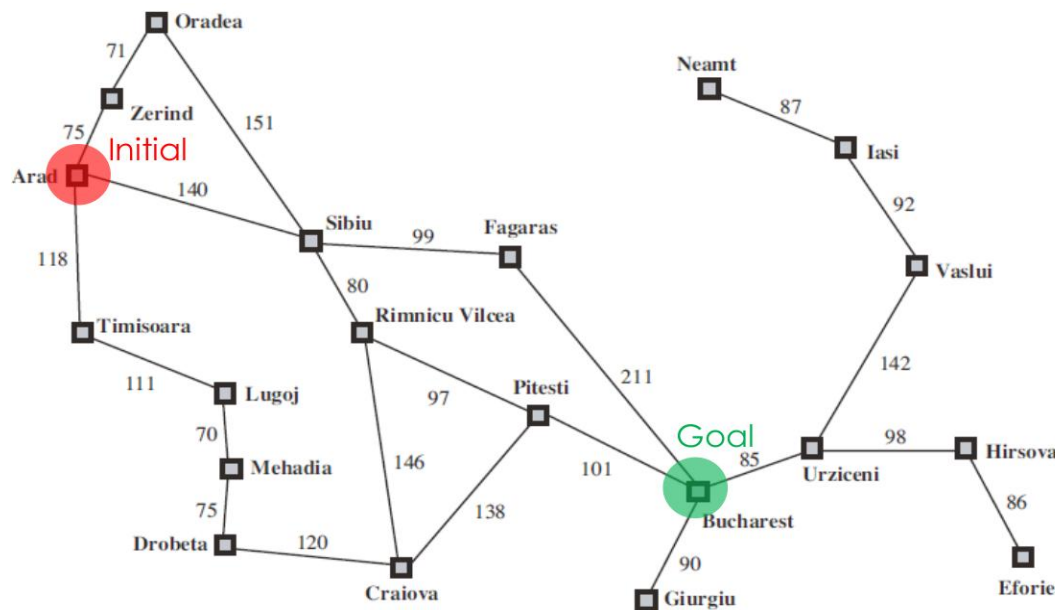 Oradea
71
Neamt
Zerind
87
75
151
Initial
Iasi
Arad
140
92
Sibiu
Fagaras
99
118
Vaslui
80
Timisoara
Rimnicu Vilcea
142
111
211
Lugoj
97
Pitesti
70
Goal
98
Hirsova
Mehadia
146
101
85
Urziceni
86
75
138
Bucharest
Drobeta
120
90
Eforie
Craiova
Giurgiu